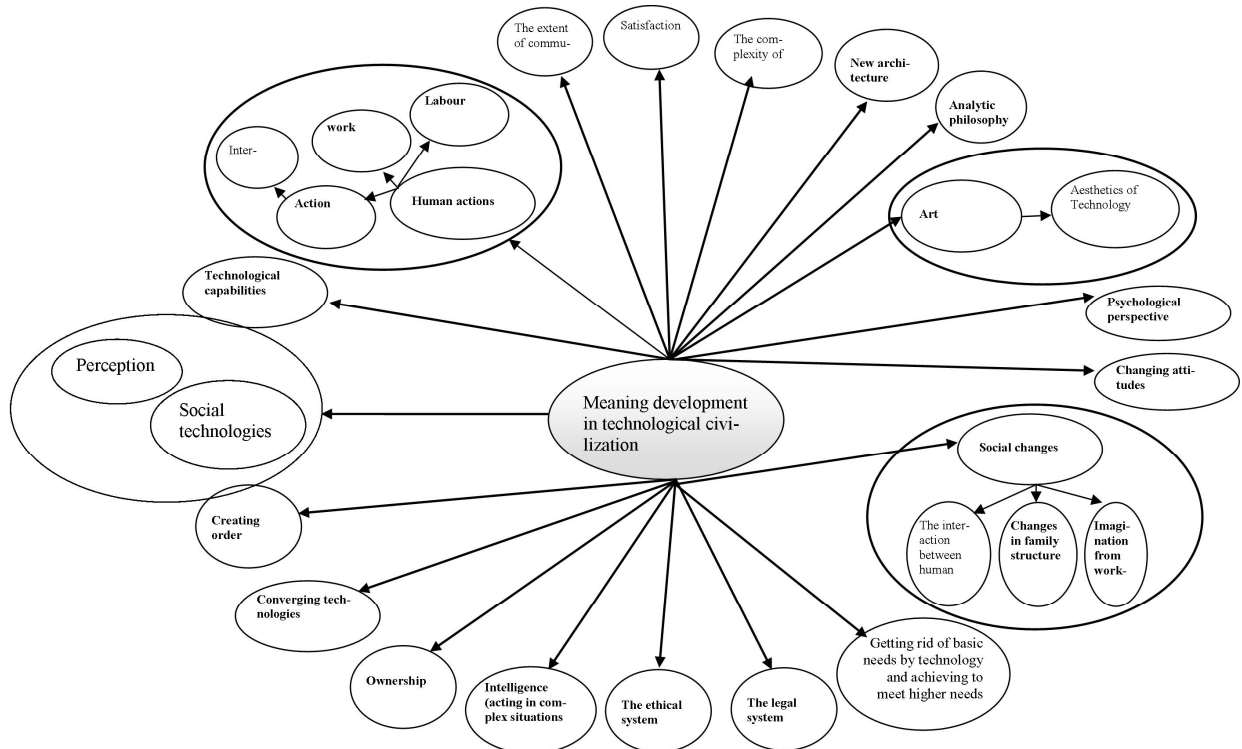 The extent
of commu-
Satisfaction
The com-
plexity of
New archi-
tecture
Analytic
philosophy
Labour
work
Inter-
Action
Human actions
Art
Aesthetics of
Technology
Technological
capabilities
Psychological
perspective
Perception
Social
technologies
Changing atti-
tudes
Meaning development
in technological civi-
lization
Social changes
The inter-
action
between
human
Changes
in family
structure
Imagi-
nation
from
work-
Creating
order
Converging tech-
nologies
Ownership
Intelligence
(acting in com-
plex situations
The ethical
system
The legal
system
Getting rid of basic
needs by technology
and achieving to
meet higher needs